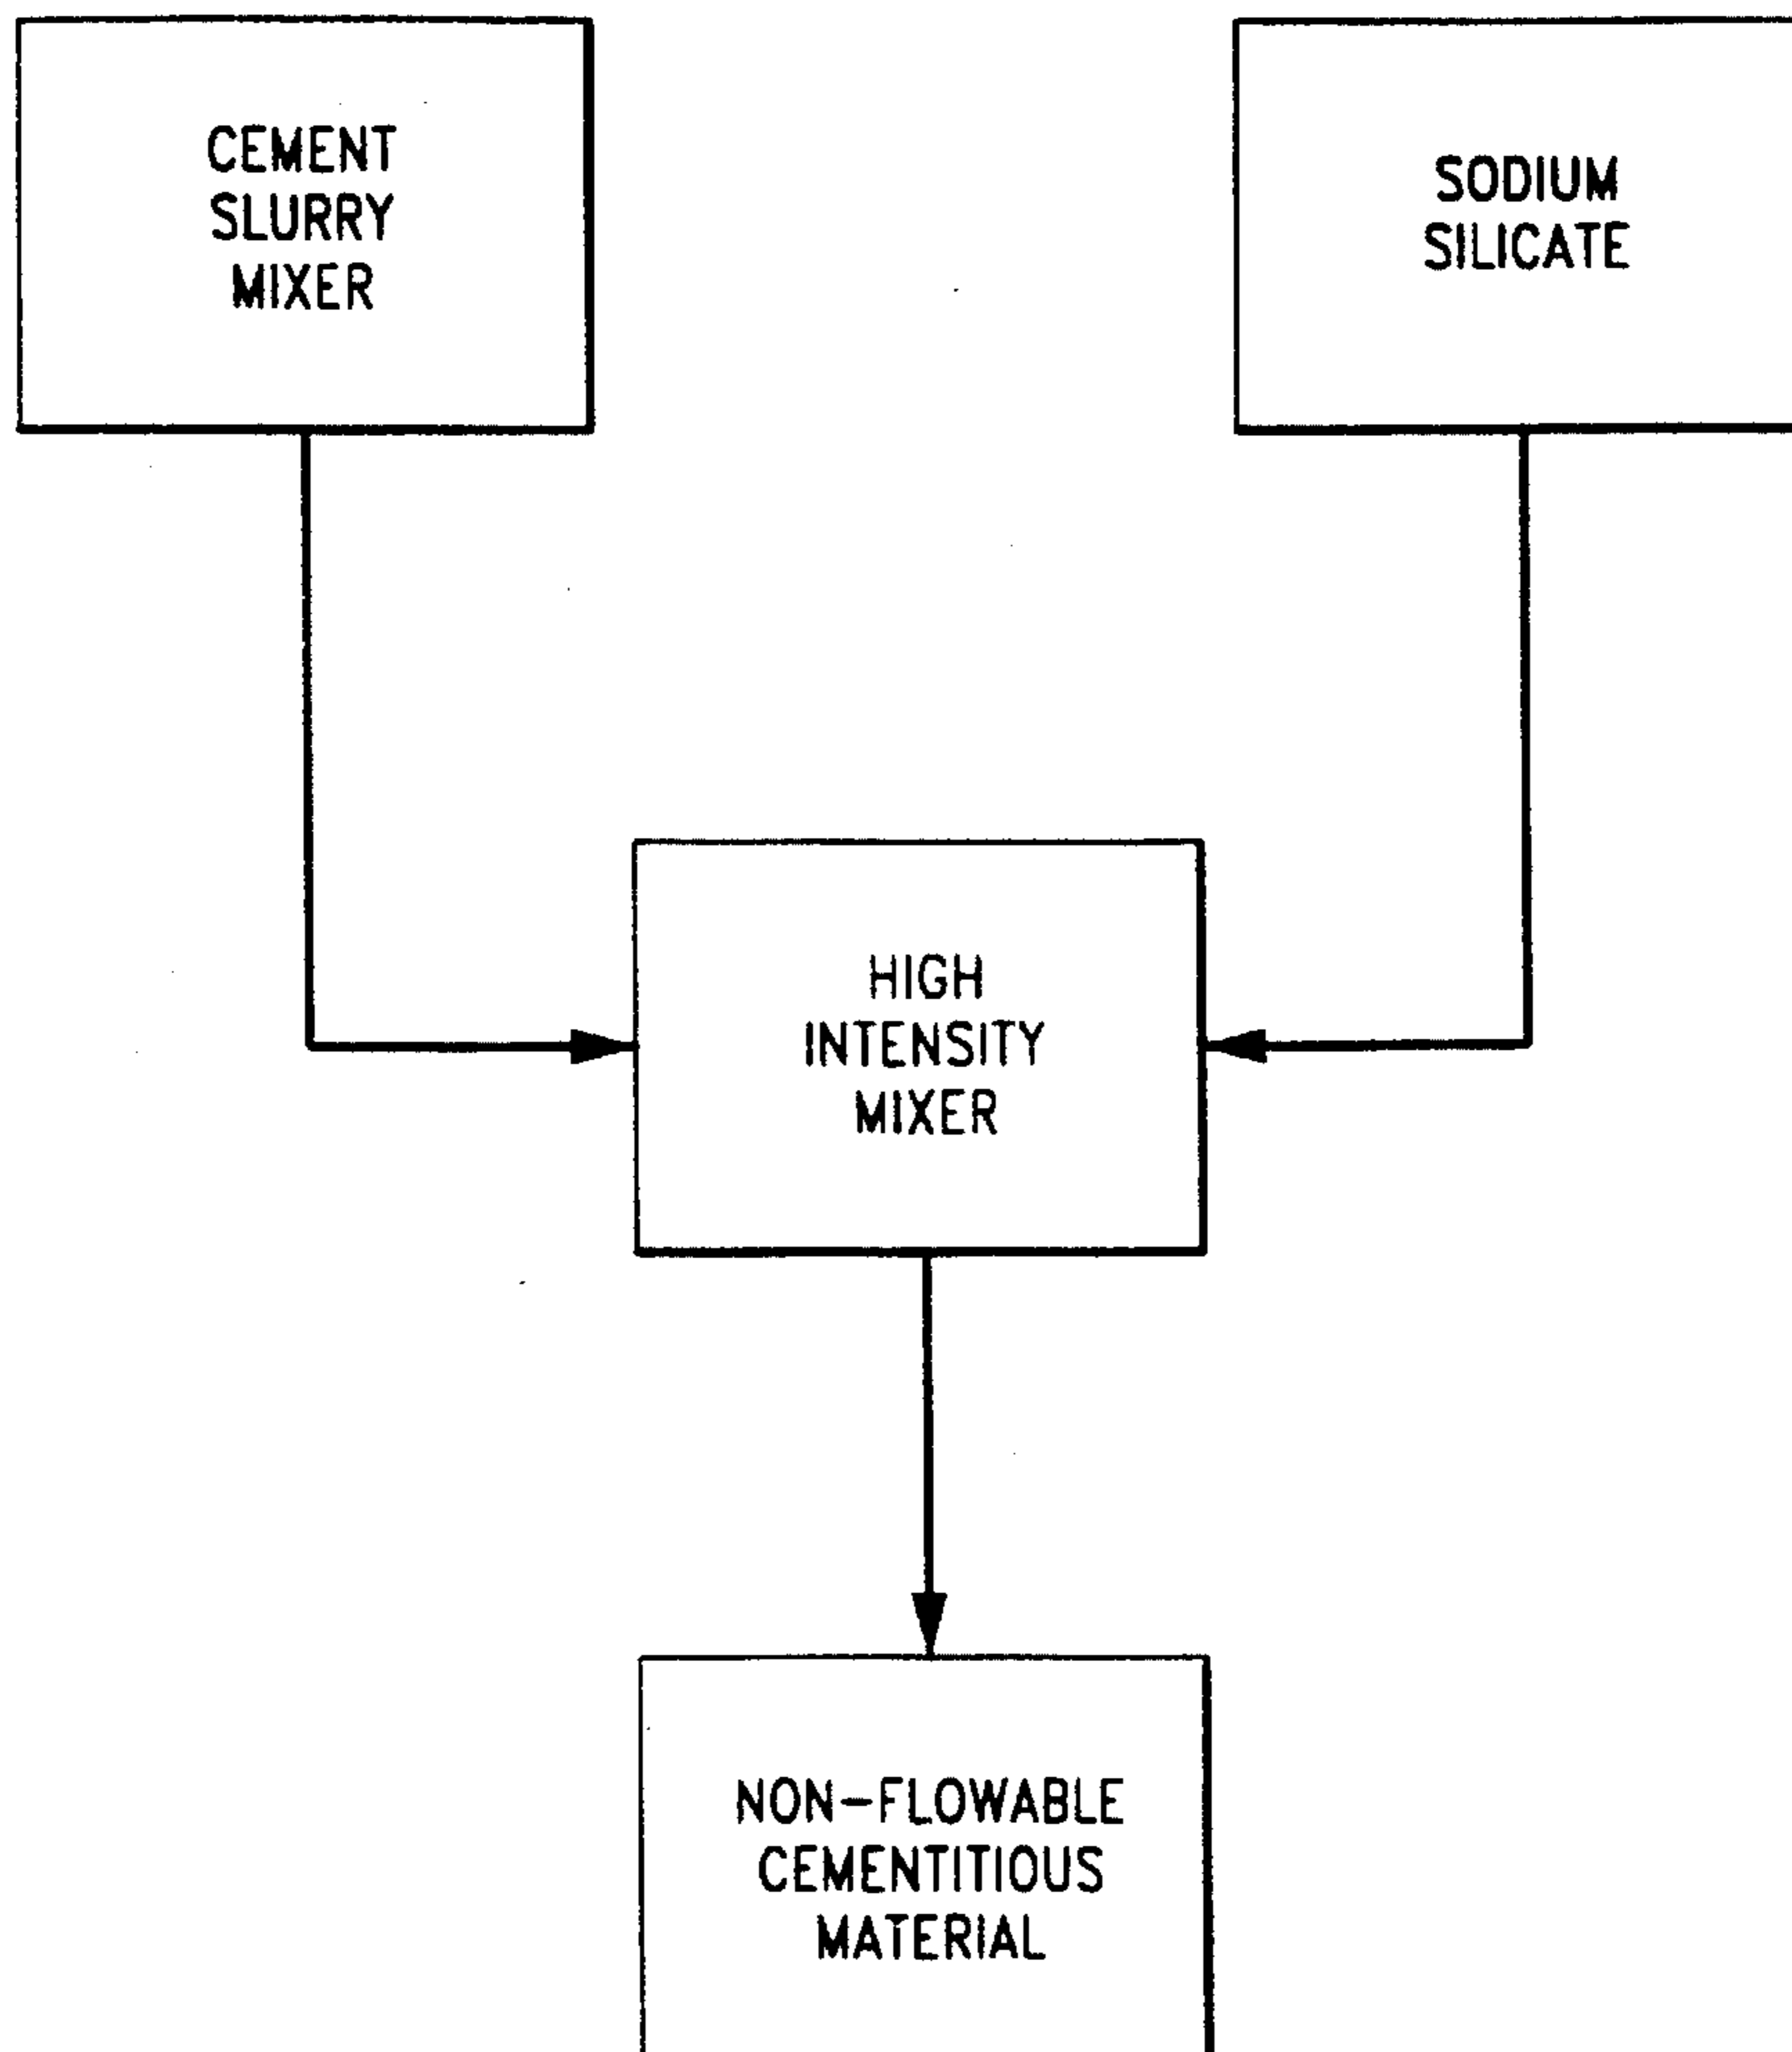 CEMENT
SLURRY
MIXER
SODIUM
SILICATE
HIGH
INTENSITY
MIXER
NON-FLOWABLE
CEMENTITIOUS
MATERIAL